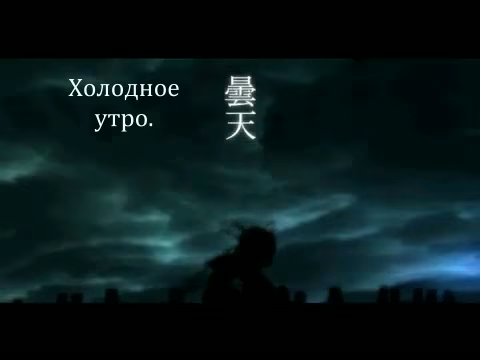 Холодное
утро.
曇天